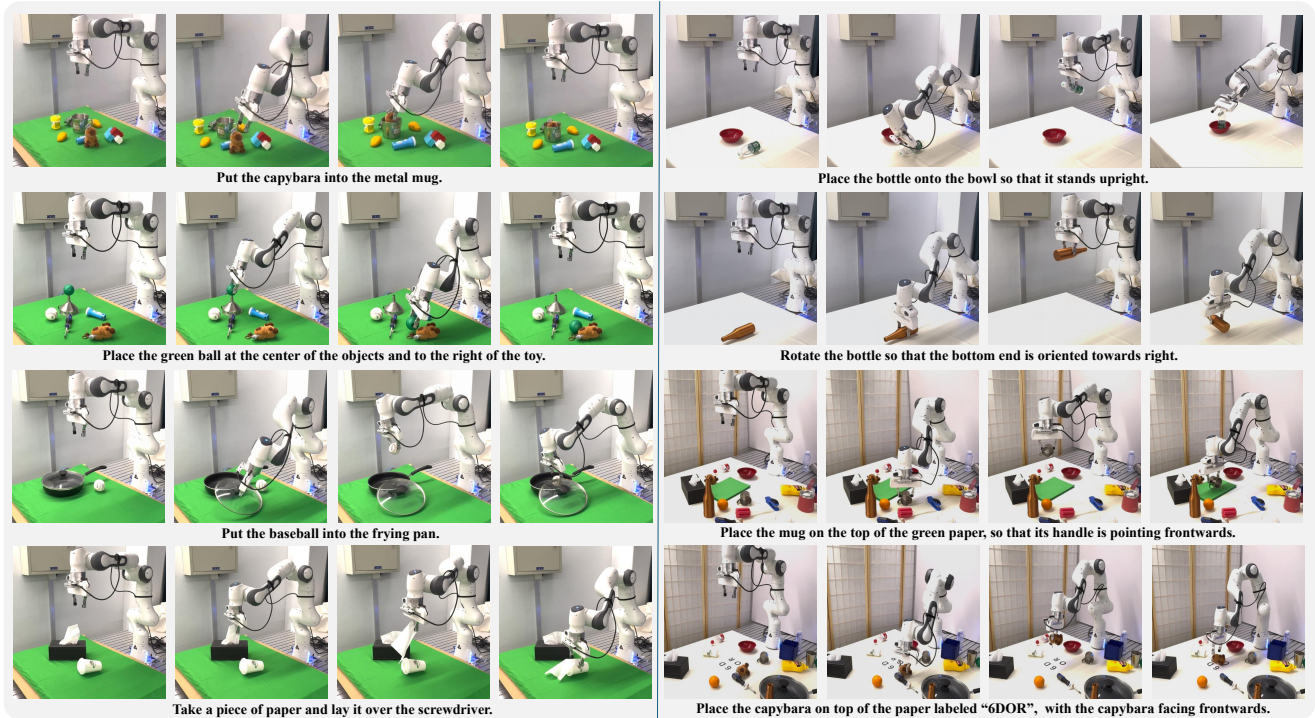 Put the capybara into the metal mug.
Place the green ball at the center of the objects and to the right of the toy.
Put the baseball into the frying pan.
Take a piece of paper and lay it over the screwdriver.
Place the bottle onto the bowl so that it stands upright.
Rotate the bottle so that the bottom end is oriented towards right.
Place the mug on the top of the green paper, so that its handle is pointing frontwards.
Place the capybara on top of the paper labeled “6DOR”, with the capybara facing frontwards.